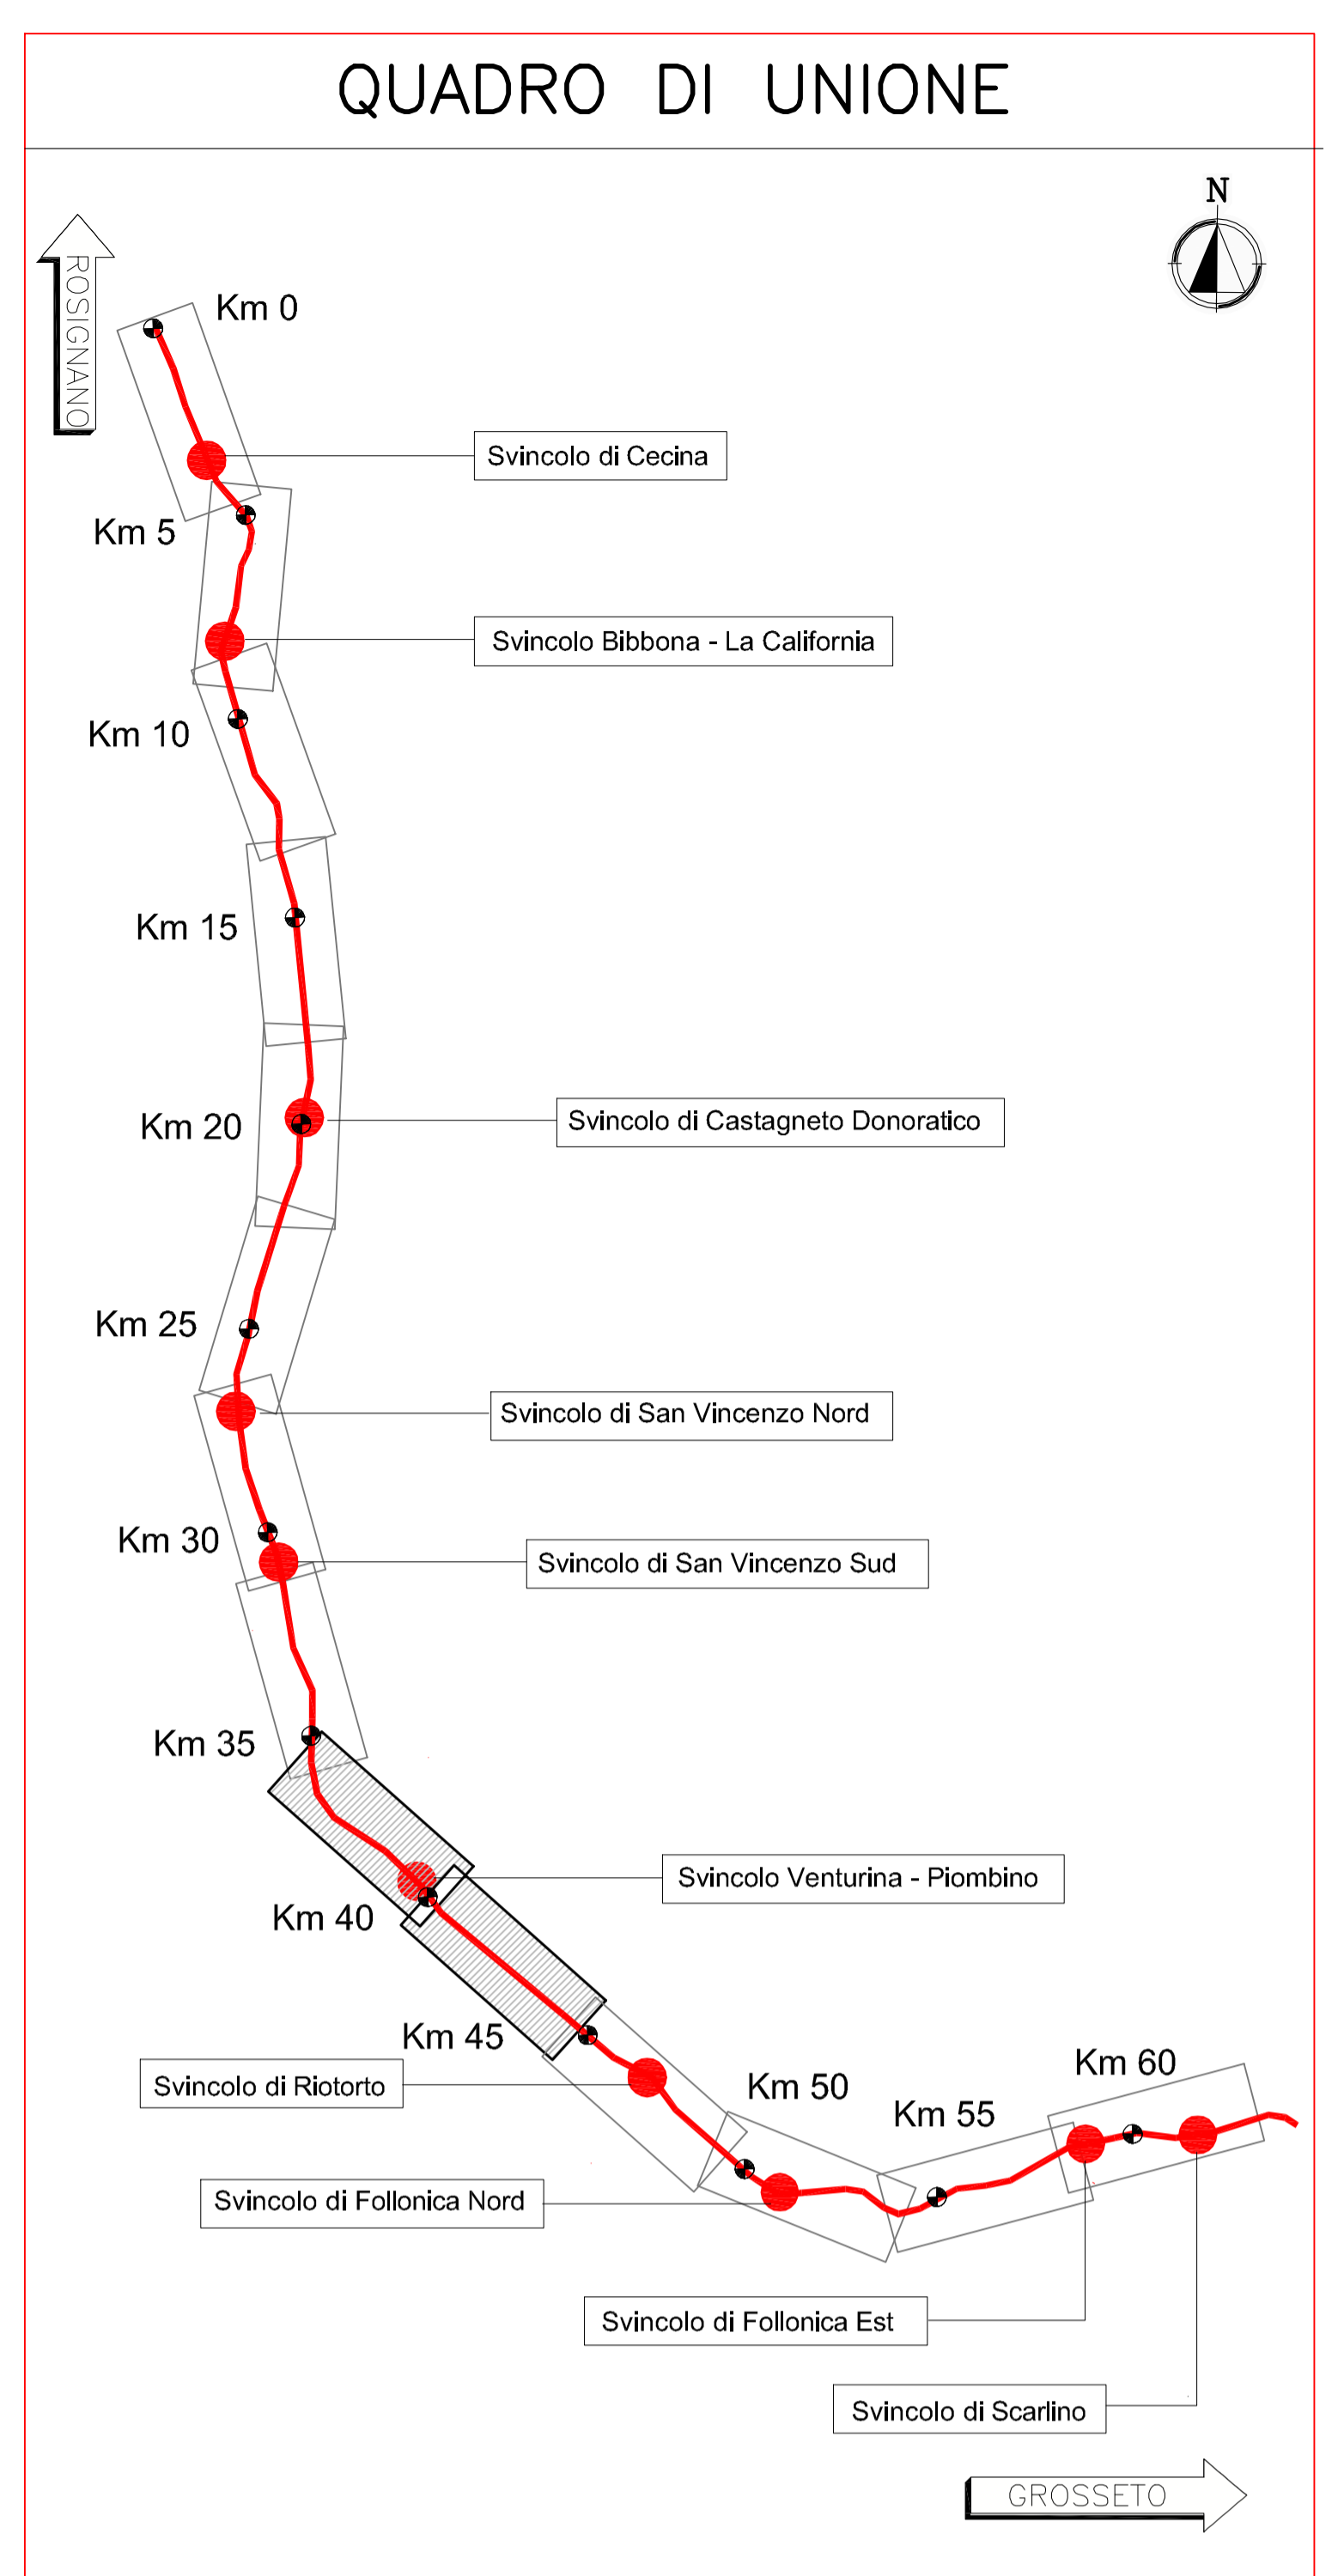 QUADRO DI UNIONE
N
ROSIGNANO
Km 0
Svincolo di Cecina
Km 5
Svincolo Bibbona - La California
Km 10
Km 15
Km 20
Svincolo di Castagneto Donoratico
Km 25
Svincolo di San Vincenzo Nord
Km 30
Svincolo di San Vincenzo Sud
Km 35
Svincolo Venturina - Piombino
Km 40
Km 45
Svincolo di Riotorto
Km 50
Km 55
Km 60
Svincolo di Follonica Nord
Svincolo di Follonica Est
Svincolo di Scarlino
GROSSETO